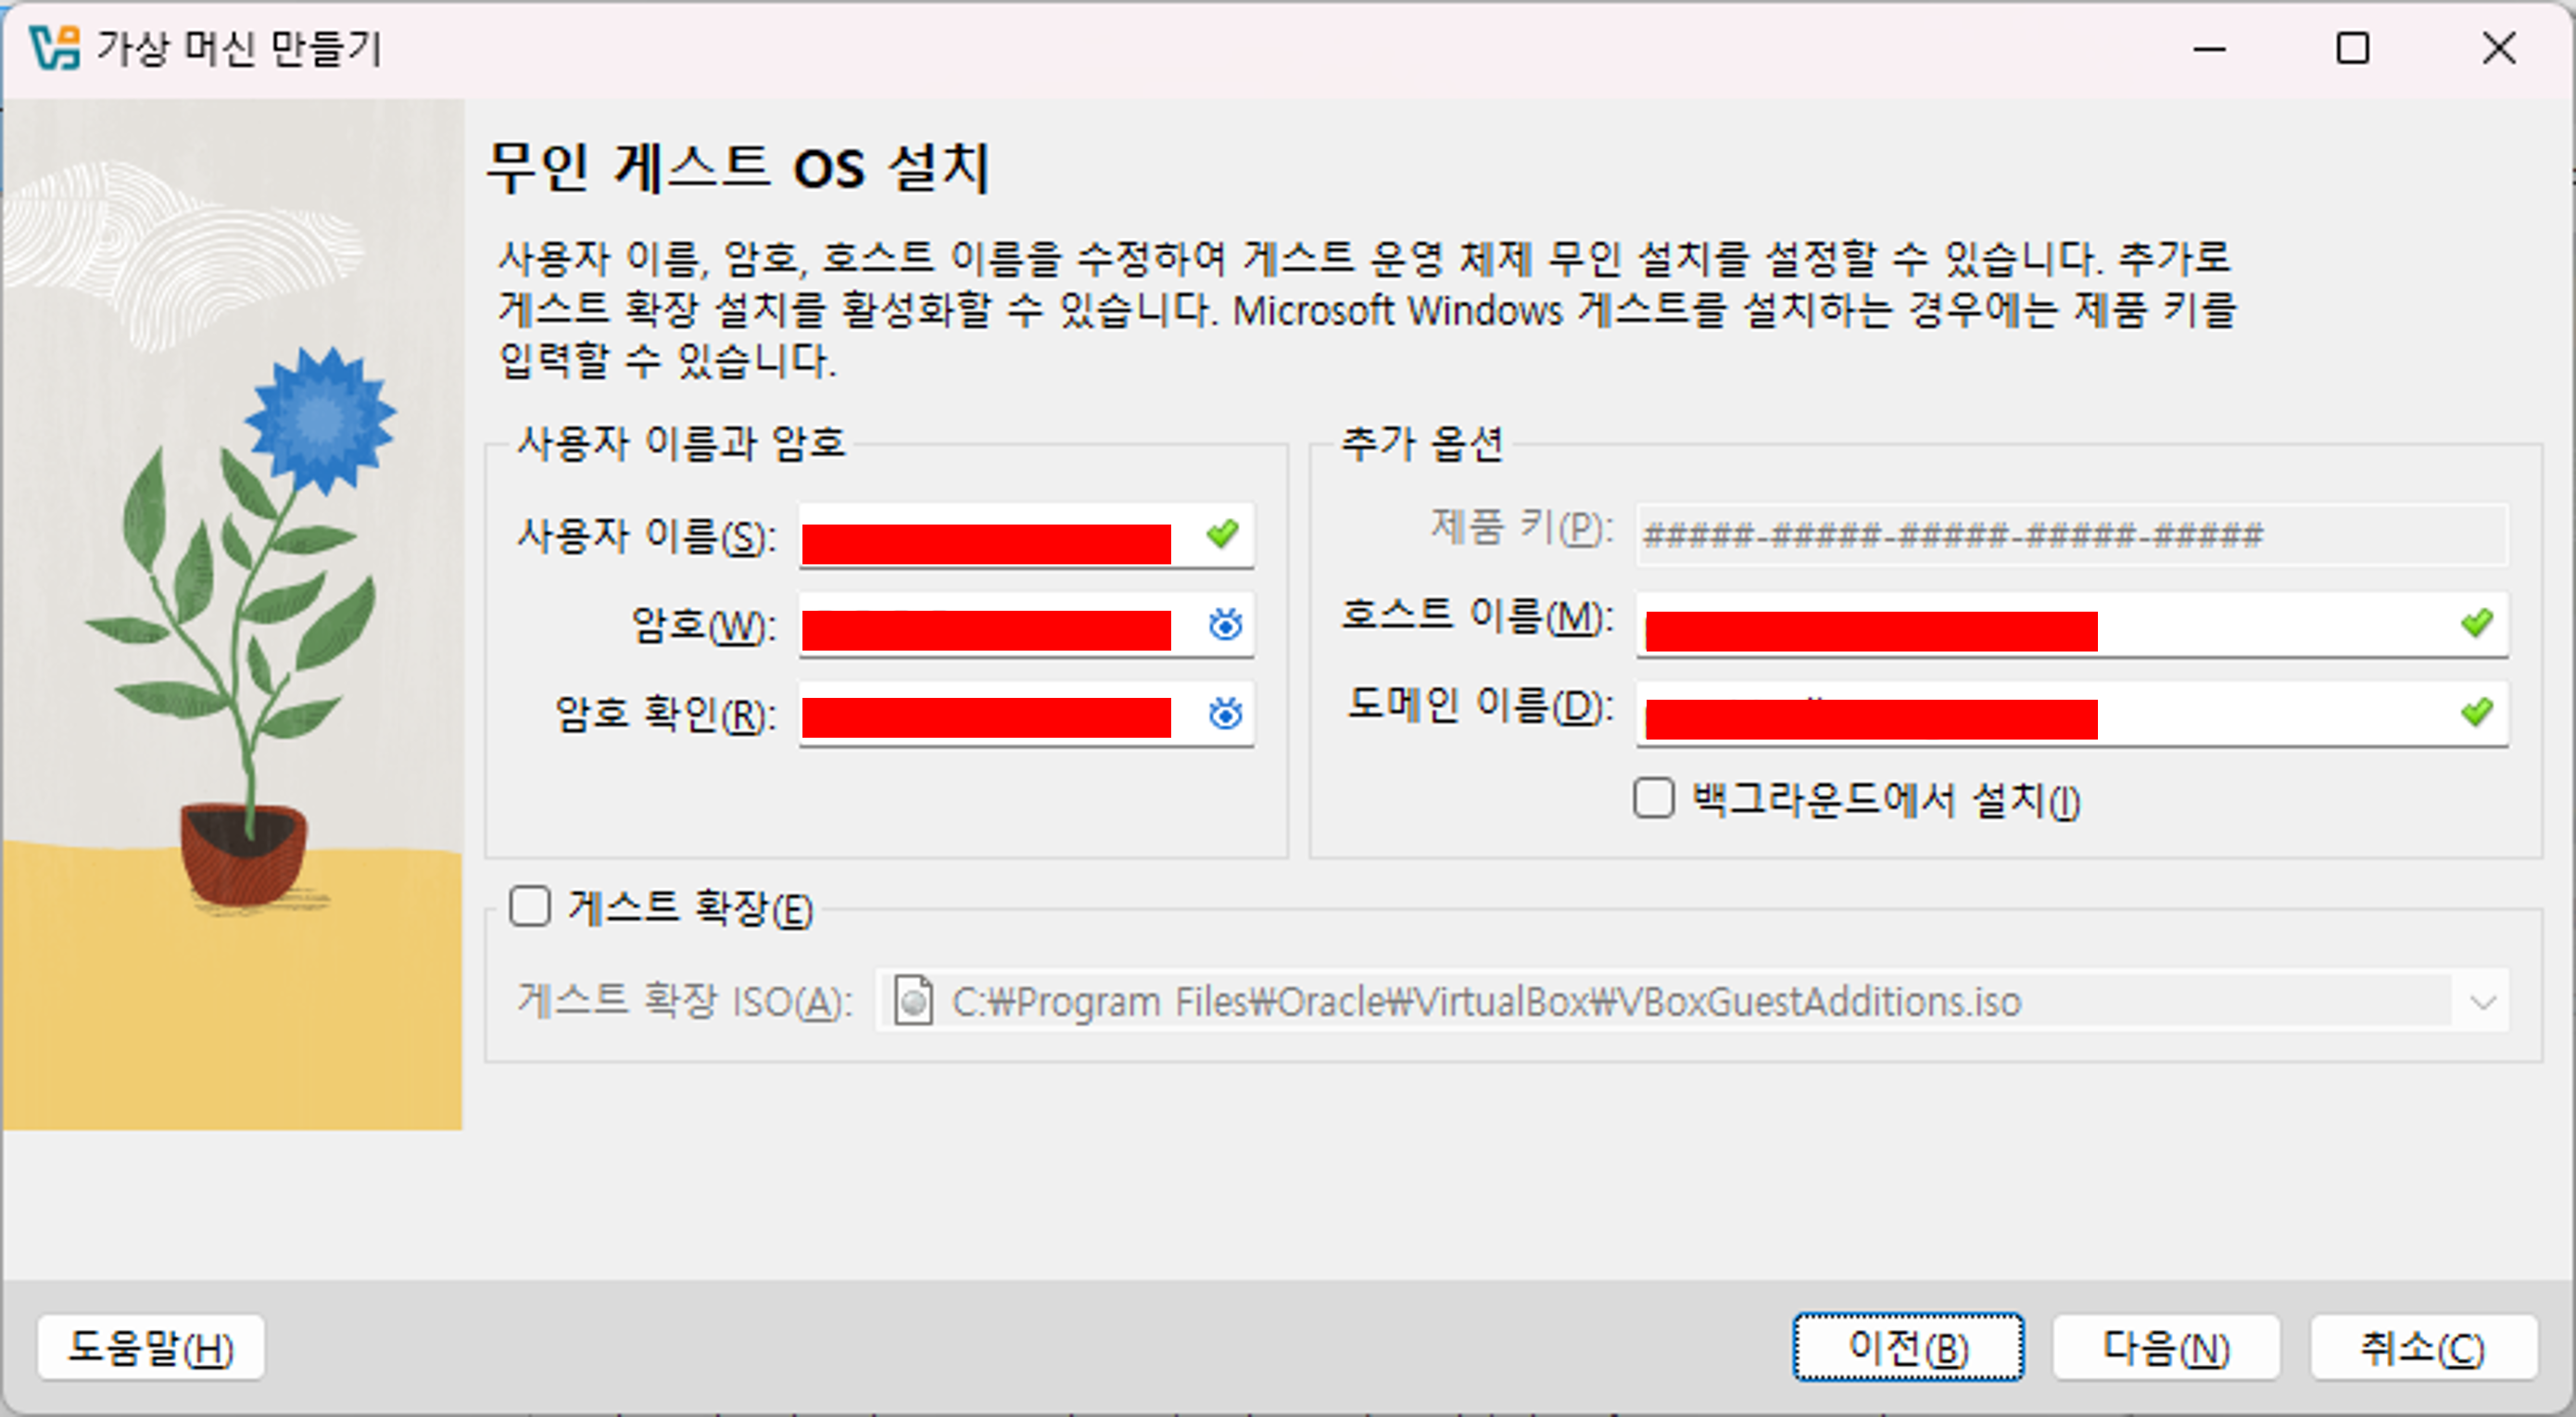 가상 머신 만들기
무인 게스트 OS 설치
사용자 이름, 암호, 호스트 이름을 수정하여 게스트 운영 체제 무인 설치를 설정할 수 있습니다. 추가로
게스트 확장 설치를 활성화할 수 있습니다. Microsoft Windows 게스트를 설치하는 경우에는 제품 키를
입력할 수 있습니다.
사용자 이름과 암호
사용자 이름(S):
암호(W):
암호 확인(R):
추가 옵션
제품 키(P): #####-#####-#####-#####-#####
호스트 이름(M):
도메인 이름(D):
백그라운드에서 설치(I)
게스트 확장(E)
게스트 확장 ISO(A): C:₩Program Files₩Oracle₩VirtualBox₩VBoxGuestAdditions.iso
도움말(H) 이전(B) 다음(N) 취소(C)